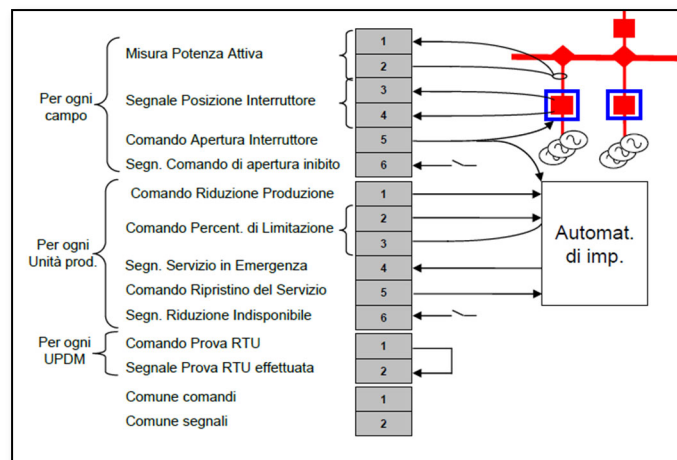 Per ogni
campo
Misura Potenza Attiva
1
2
Segnale Posizione Interruttore
3
4
Comando Apertura Interruttore
5
Segn. Comando di apertura inibito
6
Per ogni
Unità prod.
Comando Riduzione Produzione
1
Comando Percent. di Limitazione
2
3
Segn. Servizio in Emergenza
4
Comando Ripristino del Servizio
5
Segn. Riduzione Indisponibile
6
Automat.
di imp.
Per ogni
UPDM
Comando Prova RTU
1
Segnale Prova RTU effettuata
2
Comune comandi
1
Comune segnali
2